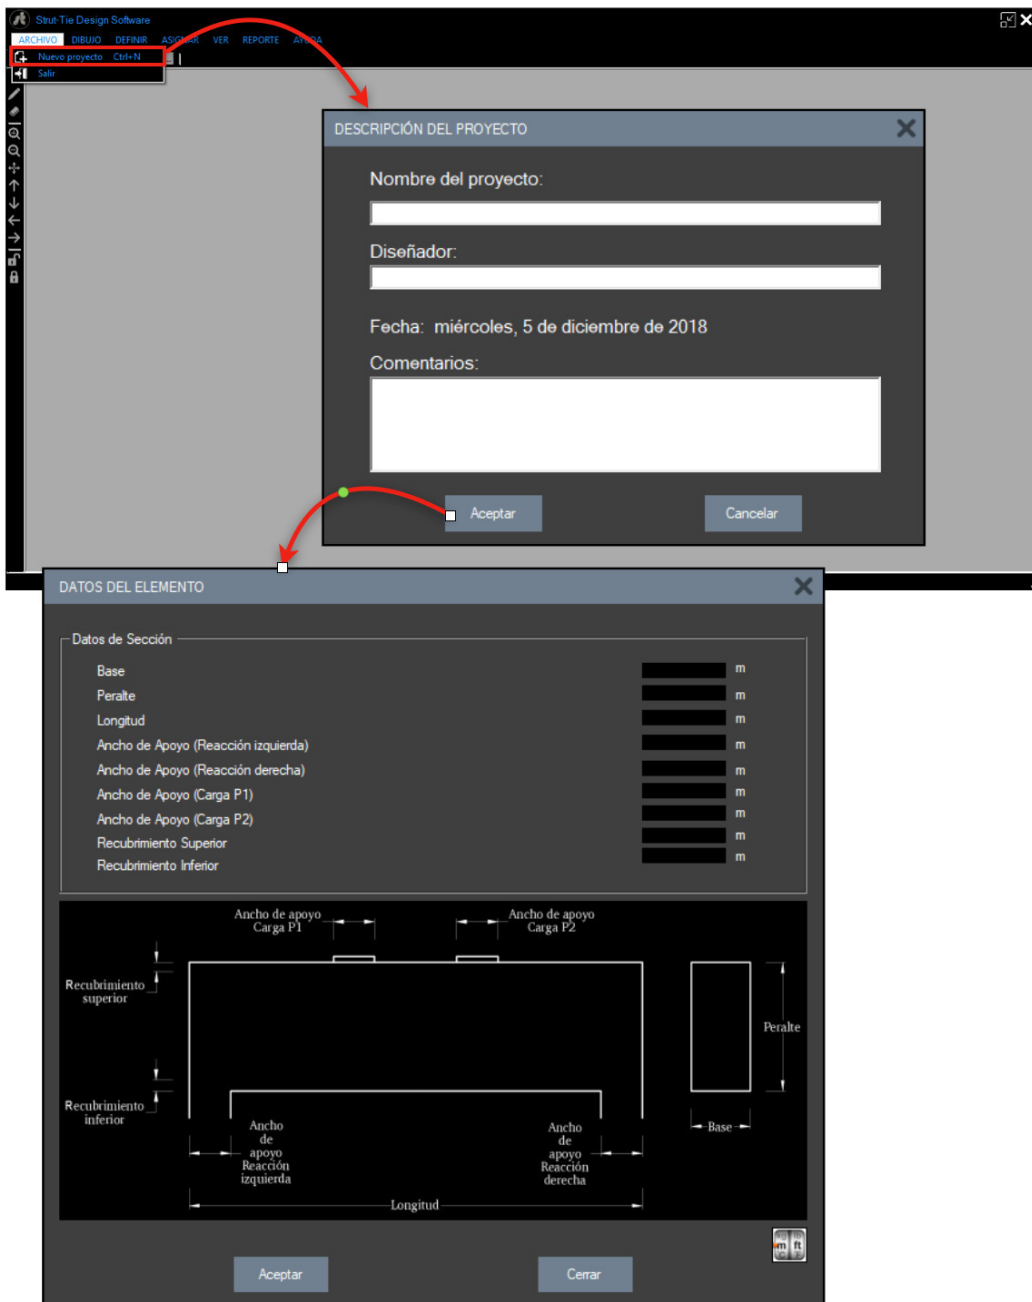 Strut-Tie Design Software
ARCHIVO DIBUJO DEFINIR ASIGNAR VER REPORTE AYUDA
Nuevo proyecto Ctrl+N
Salir
DESCRIPCIÓN DEL PROYECTO
Nombre del proyecto:
Diseñador:
Fecha: miércoles, 5 de diciembre de 2018
Comentarios:
Aceptar Cancelar
DATOS DEL ELEMENTO
Datos de Sección
Base m
Peralte m
Longitud m
Ancho de Apoyo (Reacción izquierda) m
Ancho de Apoyo (Reacción derecha) m
Ancho de Apoyo (Carga P1) m
Ancho de Apoyo (Carga P2) m
Recubrimiento Superior m
Recubrimiento Inferior m
Ancho de apoyo
Carga P1
Ancho de apoyo
Carga P2
Recubrimiento
superior
Peralte
Recubrimiento
inferior
Ancho
de
apoyo
Reacción
izquierda
Ancho
de
apoyo
Reacción
derecha
Base
Longitud
m ft
Aceptar Cerrar